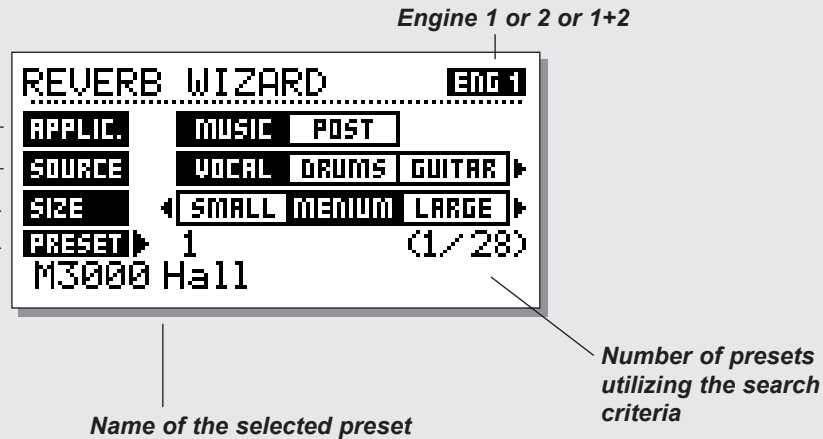 Engine 1 or 2 or 1+2
REVERB WIZARD ENG 1
APPLIC. MUSIC POST
SOURCE VOCAL DRUMS GUITAR
SIZE SMALL MENIUM LARGE
PRESET 1 (1/28)
M3000 Hall
Number of presets
utilizing the search
criteria
Name of the selected preset